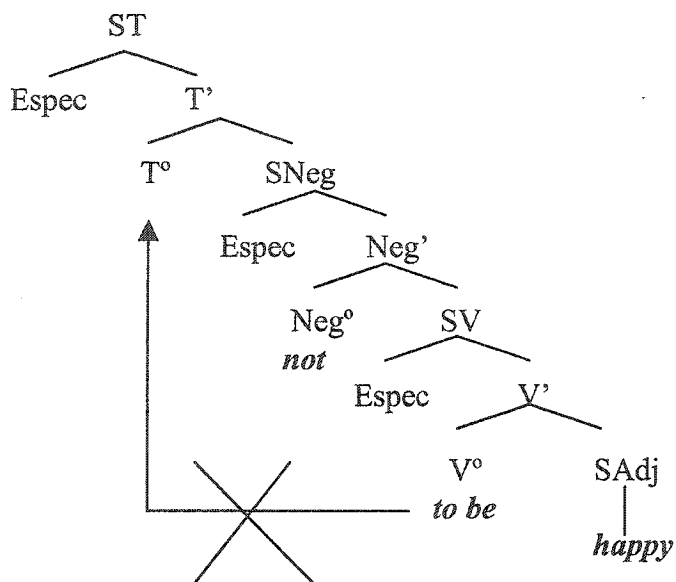 ST
Espec T’
Tº SNeg
Espec Neg’
Negº SV
not
Espec V’
Vº SAdj
to be
happy